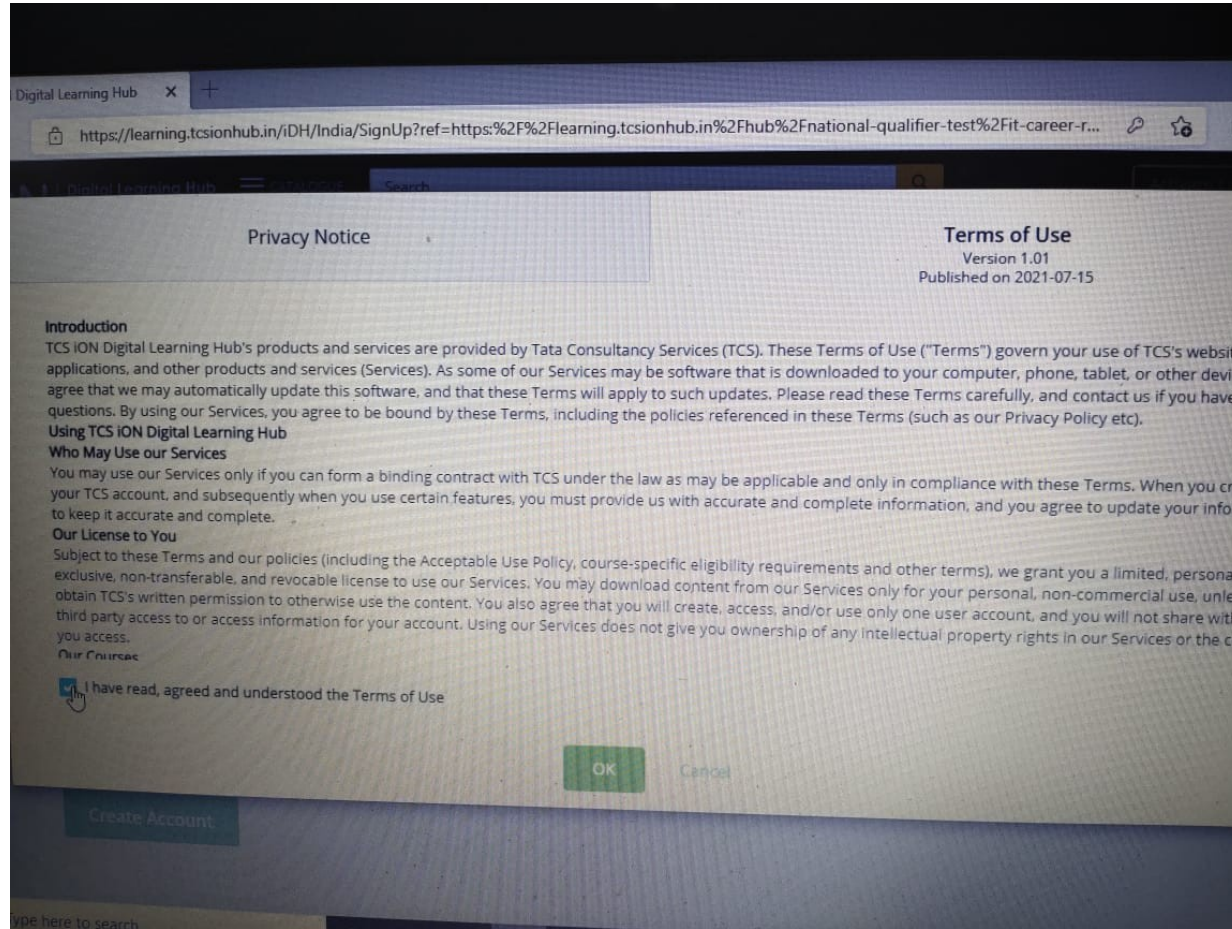 Digital Learning Hub
https://learning.tcsionhub.in/iDH/India/SignUp?ref=https:%2F%2Flearning.tcsionhub.in%2Fhub%2Fnational-qualifier-test%2Fit-career-r...
Digital Learning Hub CATALOGUE Search
Privacy Notice
Terms of Use
Version 1.01
Published on 2021-07-15
Introduction
TCS iON Digital Learning Hub's products and services are provided by Tata Consultancy Services (TCS). These Terms of Use ("Terms") govern your use of TCS's websit
applications, and other products and services (Services). As some of our Services may be software that is downloaded to your computer, phone, tablet, or other devi
agree that we may automatically update this software, and that these Terms will apply to such updates. Please read these Terms carefully, and contact us if you have
questions. By using our Services, you agree to be bound by these Terms, including the policies referenced in these Terms (such as our Privacy Policy etc).
Using TCS iON Digital Learning Hub
Who May Use our Services
You may use our Services only if you can form a binding contract with TCS under the law as may be applicable and only in compliance with these Terms. When you cr
your TCS account, and subsequently when you use certain features, you must provide us with accurate and complete information, and you agree to update your info
to keep it accurate and complete.
Our License to You
Subject to these Terms and our policies (including the Acceptable Use Policy, course-specific eligibility requirements and other terms), we grant you a limited, persona
exclusive, non-transferable, and revocable license to use our Services. You may download content from our Services only for your personal, non-commercial use, unle
obtain TCS's written permission to otherwise use the content. You also agree that you will create, access, and/or use only one user account, and you will not share wit
third party access to or access information for your account. Using our Services does not give you ownership of any intellectual property rights in our Services or the c
you access.
Our Courses
I have read, agreed and understood the Terms of Use
OK Cancel
Create Account
Type here to search